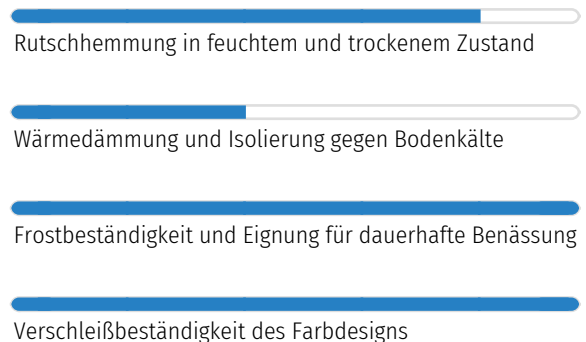 Rutschhemmung in feuchtem und trockenem Zustand
Wärmedämmung und Isolierung gegen Bodenkälte
Frostbeständigkeit und Eignung für dauerhafte Benässung
Verschleißbeständigkeit des Farbdesigns